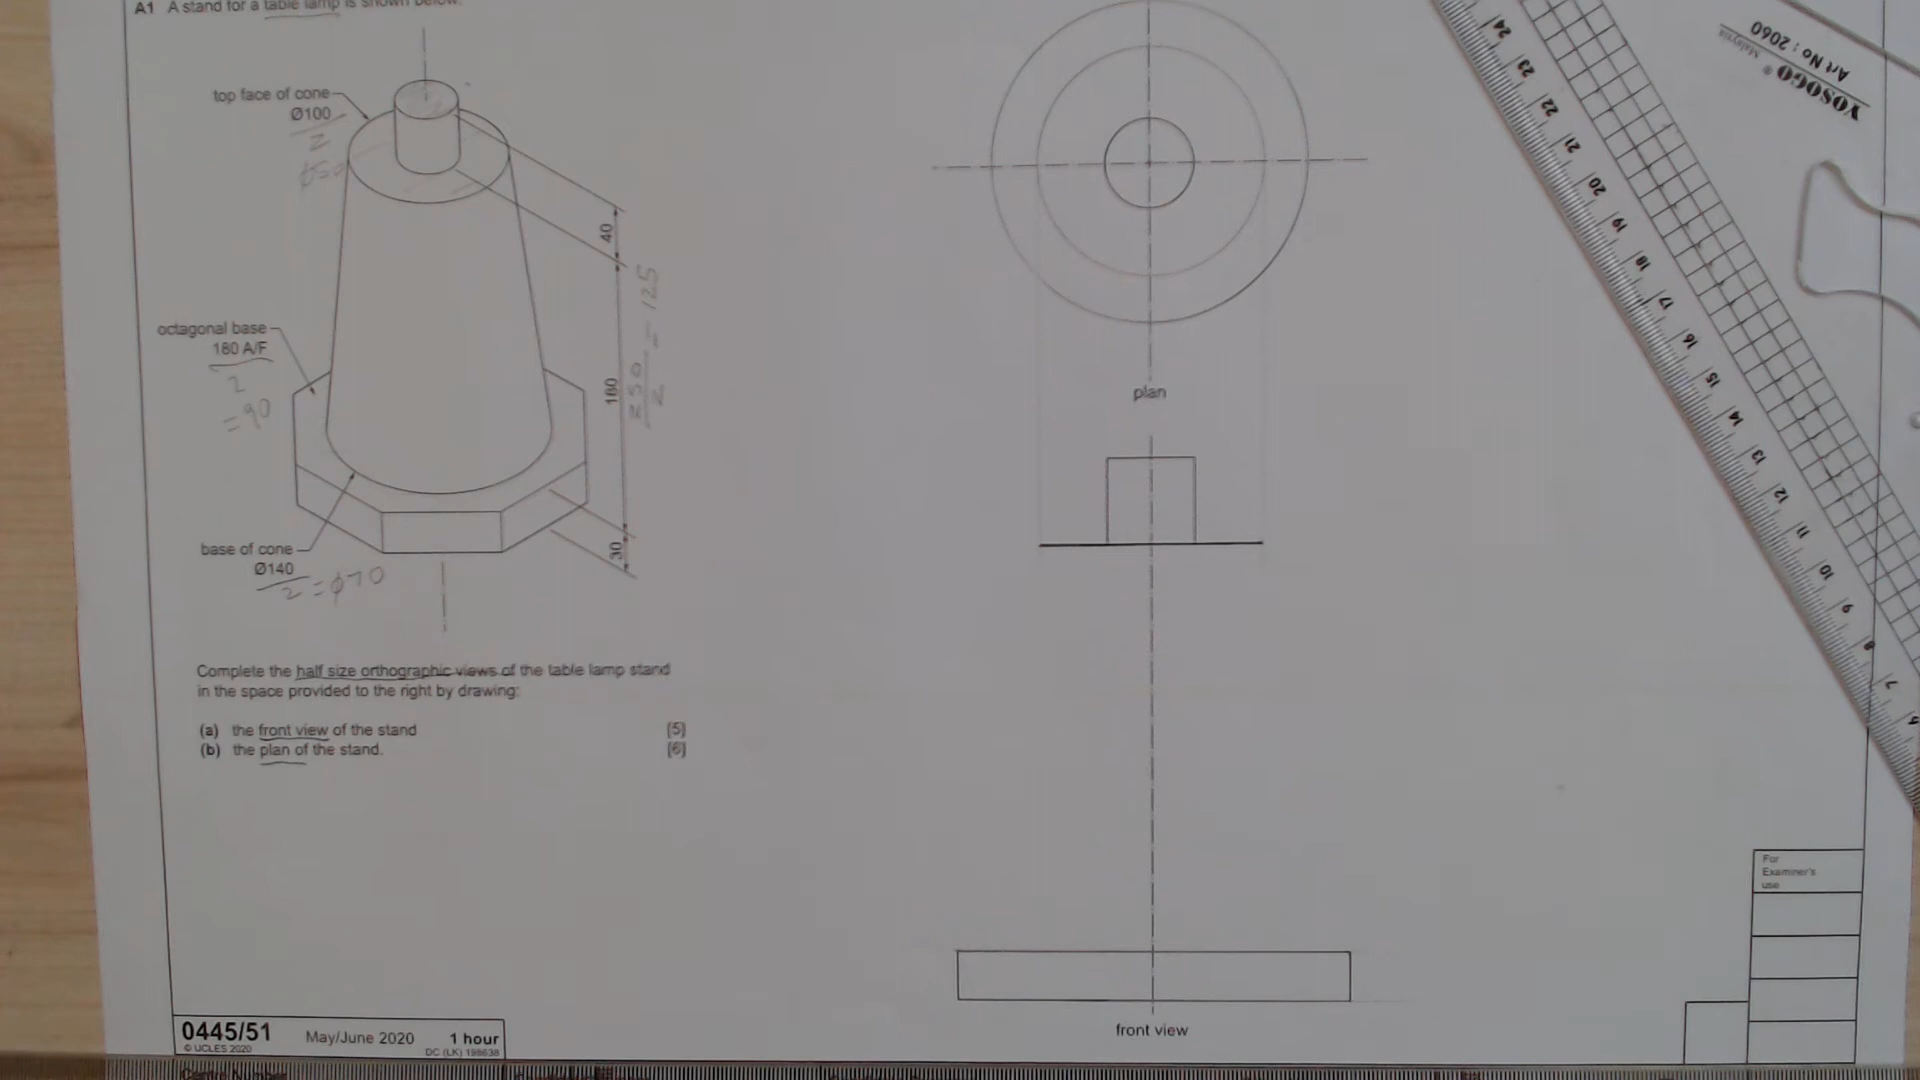 A1 A stand for a table lamp is shown below.
top face of cone
Ø100
2
Ø50
40
160
250
2
= 125
octagonal base
180 A/F
2
= 90
30
base of cone
Ø140
2 = Ø70
Complete the half size orthographic views of the table lamp stand
in the space provided to the right by drawing:
(a) the front view of the stand [5]
(b) the plan of the stand. [6]
plan
front view
0445/51 May/June 2020 1 hour
© UCLES 2020 DC (LK) 198638
For
Examiner's
use
YOSOGO ®
Malaysia
Art No : 2060
24
23
22
21
20
19
18
17
16
15
14
13
12
11
10
9
8
7